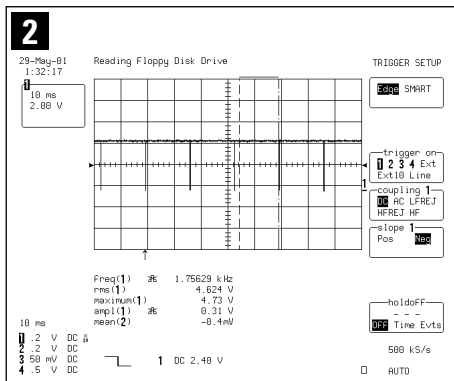 2
29-May-01
1:32:17
Reading Floppy Disk Drive
TRIGGER SETUP
1
10 ms
2.00 V
Edge SMART
trigger on
1 2 3 4 Ext
Ext10 Line
1
coupling 1
DC AC LFREJ
HFREJ HF
slope 1
Pos Neg
freq(1) 1.75629 kHz
rms(1) 4.624 V
maximum(1) 4.73 V
ampl(1) 0.31 V
mean(2) -0.4mV
holdoff
- - -
Off Time Evts
10 ms
1 .2 V DC
2 .2 V DC
3 50 mV DC
4 .5 V DC
1 DC 2.40 V
500 kS/s
AUTO